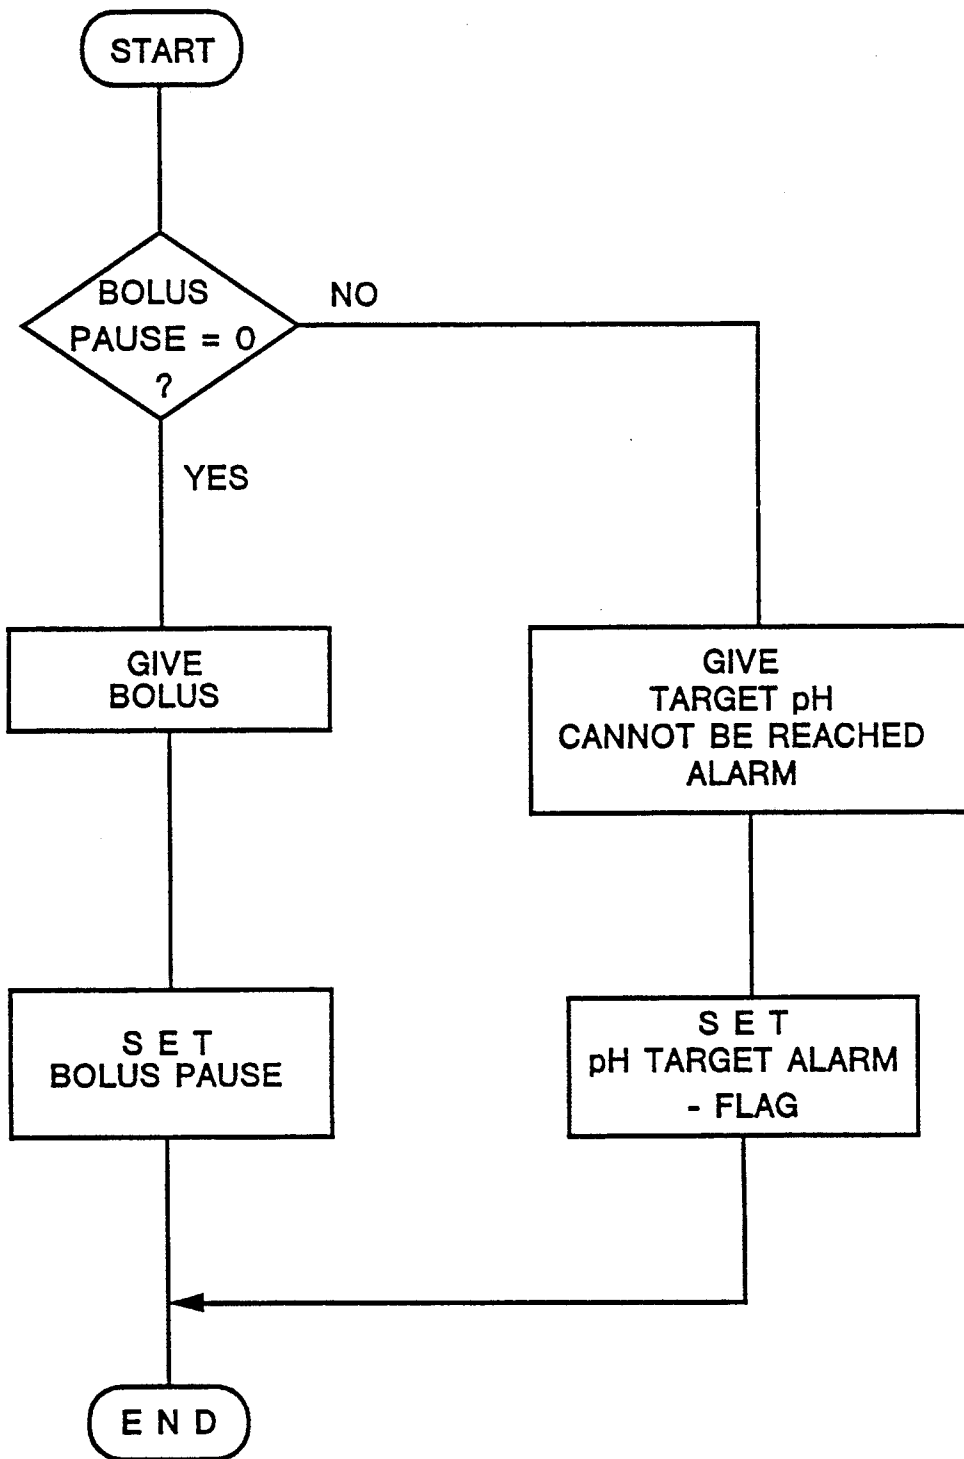 START
BOLUS
PAUSE = 0
?
NO
YES
GIVE
BOLUS
GIVE
TARGET pH
CANNOT BE REACHED
ALARM
S E T
BOLUS PAUSE
S E T
pH TARGET ALARM
- FLAG
E N D